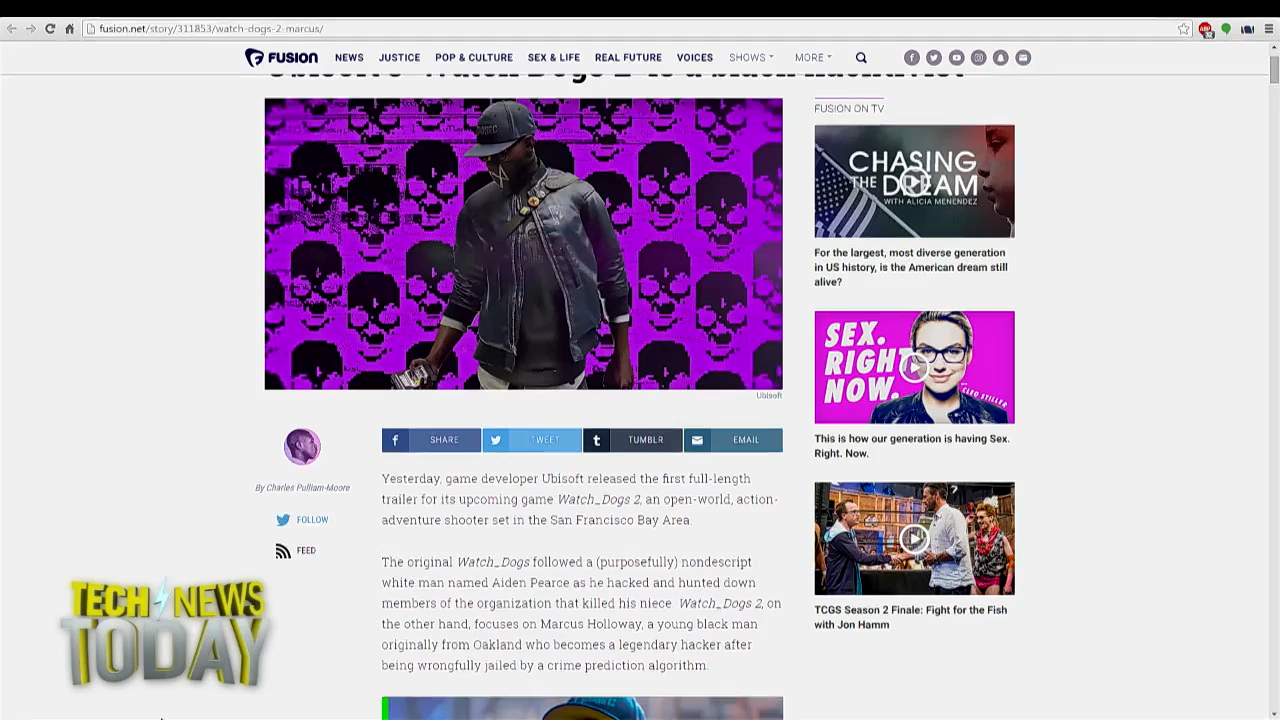 fusion.net/story/311853/watch-dogs-2-marcus/
FUSION NEWS JUSTICE POP & CULTURE SEX & LIFE REAL FUTURE VOICES SHOWS MORE
FUSION ON TV
CHASING
THE DREAM
WITH ALICIA MENENDEZ
For the largest, most diverse generation
in US history, is the American dream still
alive?
SEX.
RIGHT
NOW.
WITH
CLEO STILLER
This is how our generation is having Sex.
Right. Now.
TCGS Season 2 Finale: Fight for the Fish
with Jon Hamm
Ubisoft
SHARE TWEET TUMBLR EMAIL
By Charles Pulliam-Moore
FOLLOW
FEED
Yesterday, game developer Ubisoft released the first full-length
trailer for its upcoming game Watch_Dogs 2, an open-world, action-
adventure shooter set in the San Francisco Bay Area.
The original Watch_Dogs followed a (purposefully) nondescript
white man named Aiden Pearce as he hacked and hunted down
members of the organization that killed his niece Watch_Dogs 2, on
the other hand, focuses on Marcus Holloway, a young black man
originally from Oakland who becomes a legendary hacker after
being wrongfully jailed by a crime prediction algorithm.
TECH NEWS
TODAY